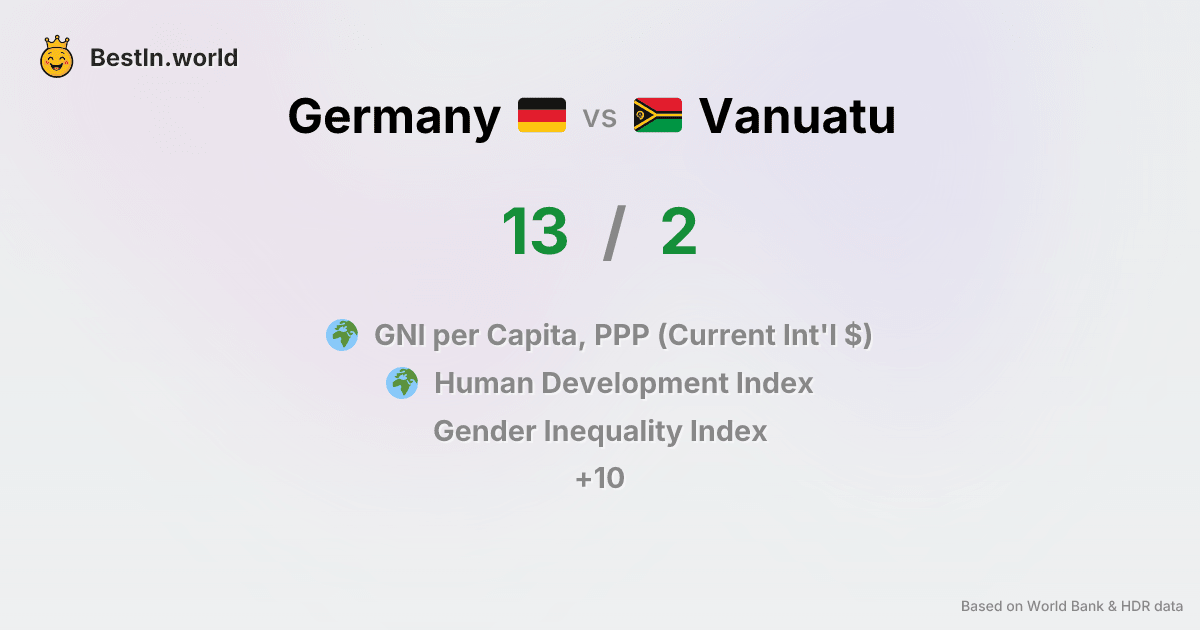 BestIn.world
Germany vs Vanuatu
13 / 2
GNI per Capita, PPP (Current Int'l $)
Human Development Index
Gender Inequality Index
+10
Based on World Bank & HDR data